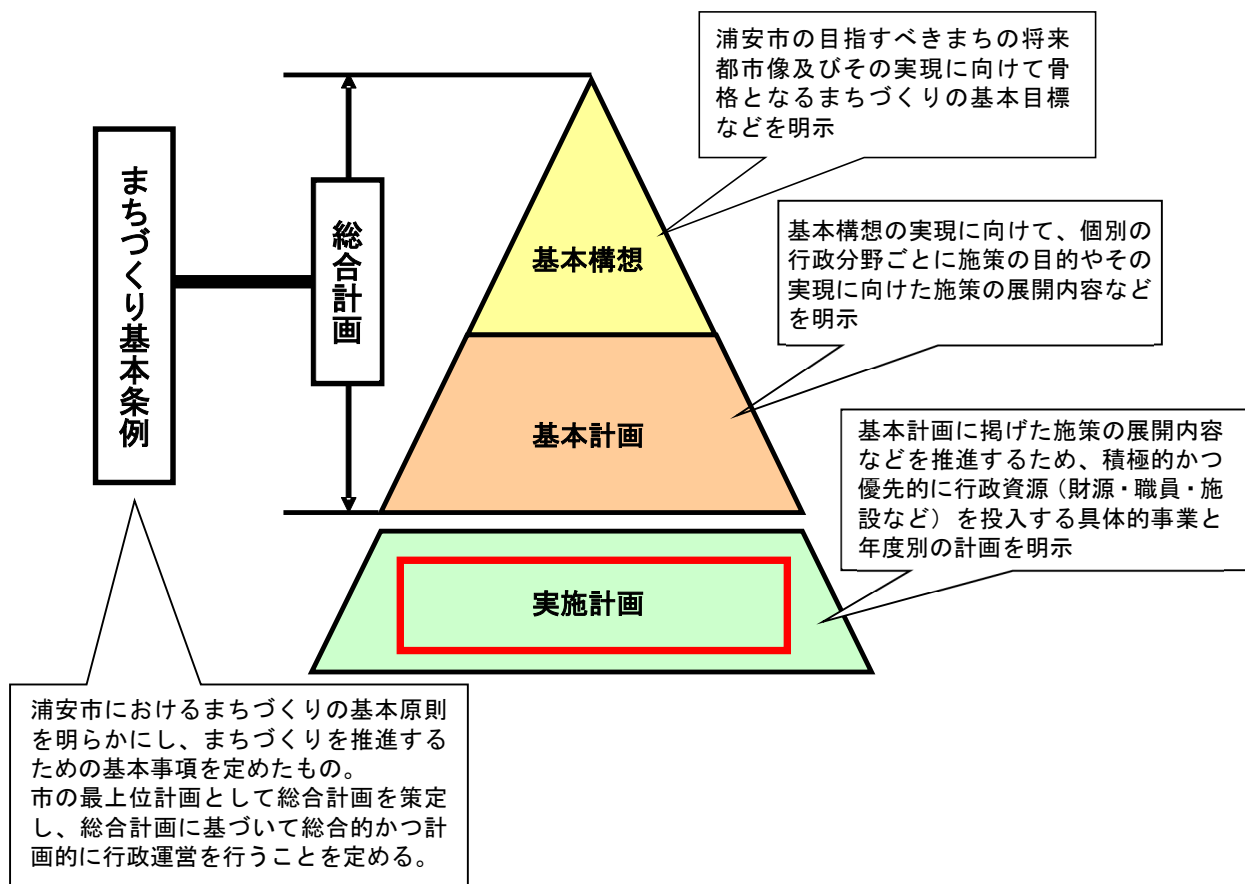 浦安市の目指すべきまちの将来
都市像及びその実現に向けて骨
格となるまちづくりの基本目標
などを明示
まちづくり基本条例
総合計画
基本構想
基本構想の実現に向けて、個別の
行政分野ごとに施策の目的やその
実現に向けた施策の展開内容など
を明示
基本計画
基本計画に掲げた施策の展開内容
などを推進するため、積極的かつ
優先的に行政資源（財源・職員・施
設など）を投入する具体的事業と
年度別の計画を明示
実施計画
浦安市におけるまちづくりの基本原則
を明らかにし、まちづくりを推進する
ための基本事項を定めたもの。
市の最上位計画として総合計画を策定
し、総合計画に基づいて総合的かつ計
画的に行政運営を行うことを定める。